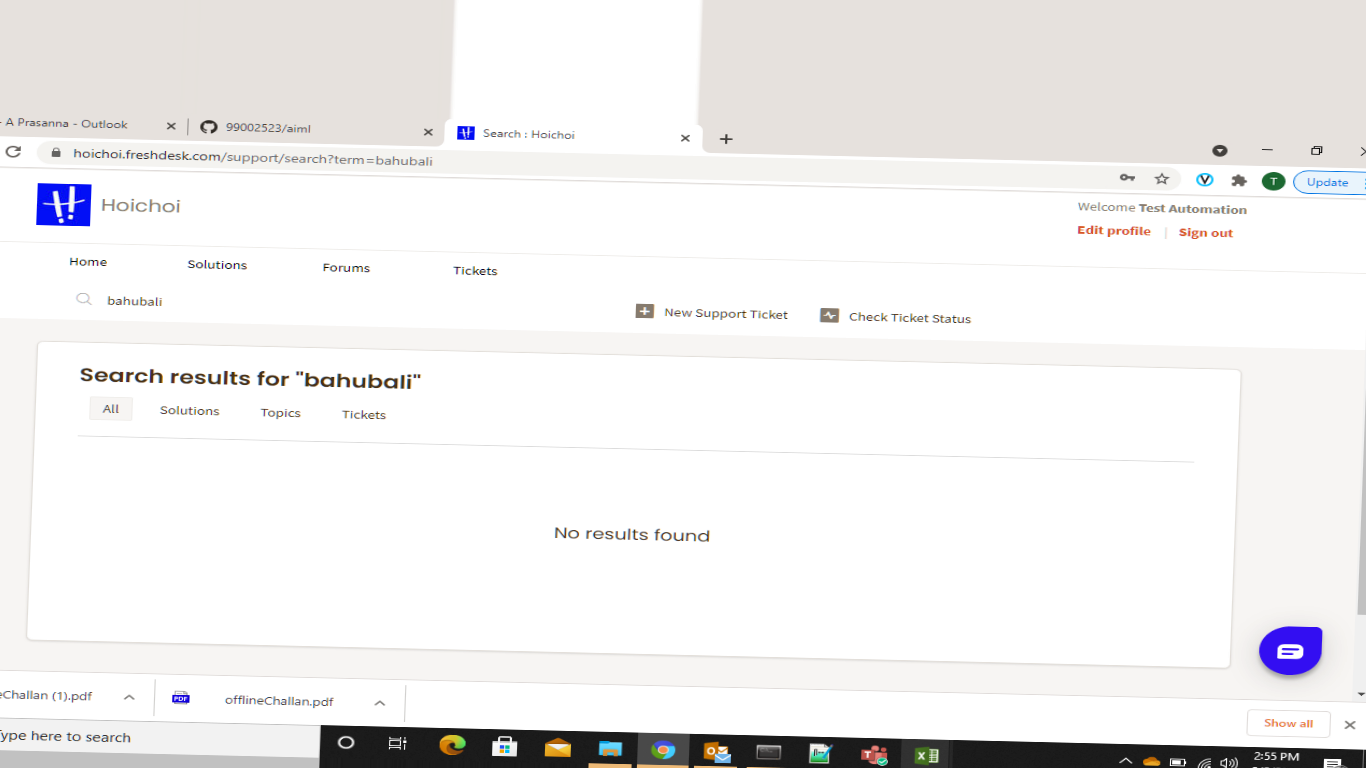 - A Prasanna - Outlook
99002523/aiml
Search : Hoichoi
hoichoi.freshdesk.com/support/search?term=bahubali
T
Update
Hoichoi
Welcome Test Automation
Edit profile | Sign out
Home Solutions Forums Tickets
bahubali
New Support Ticket
Check Ticket Status
Search results for "bahubali"
All Solutions Topics Tickets
No results found
eChallan (1).pdf
PDF
offlineChallan.pdf
Show all
Type here to search
2:55 PM